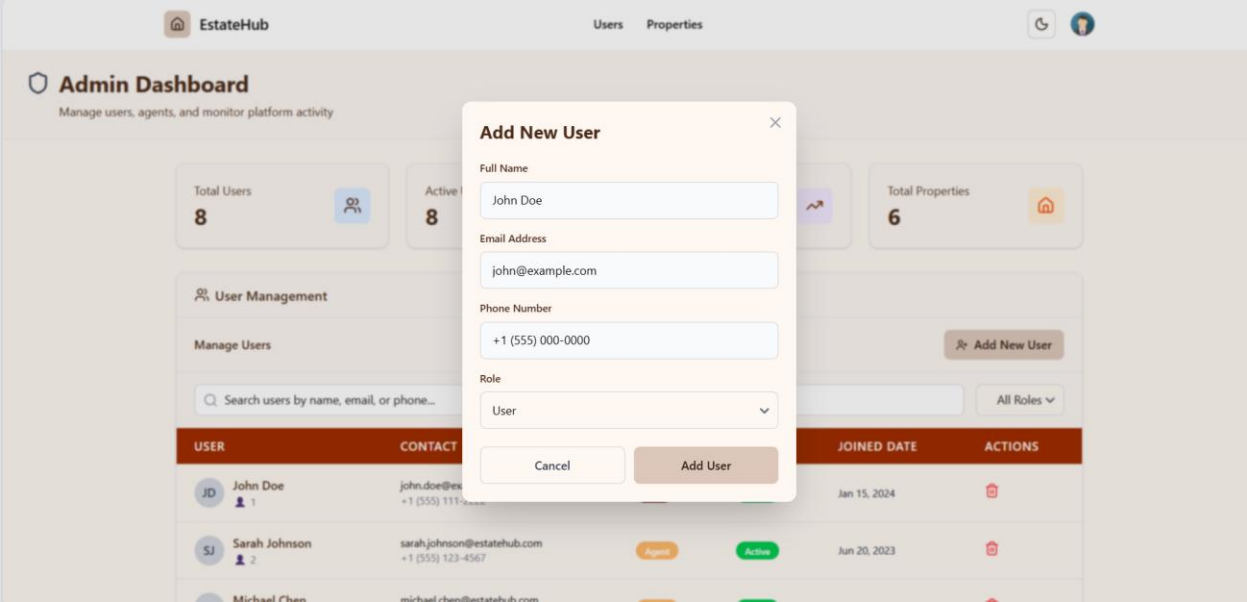 EstateHub
Users Properties
Admin Dashboard
Manage users, agents, and monitor platform activity
Total Users
8
Active
8
Total Properties
6
Add New User
Full Name
John Doe
Email Address
john@example.com
Phone Number
+1 (555) 000-0000
Role
User
Cancel Add User
User Management
Manage Users
Add New User
Search users by name, email, or phone...
All Roles
USER CONTACT JOINED DATE ACTIONS
JD John Doe john.doe@ex Jan 15, 2024
1 +1 (555) 111-
SJ Sarah Johnson sarah.johnson@estatehub.com Agent Active Jun 20, 2023
2 +1 (555) 123-4567
Michael Chen michael.chen@estatehub.com